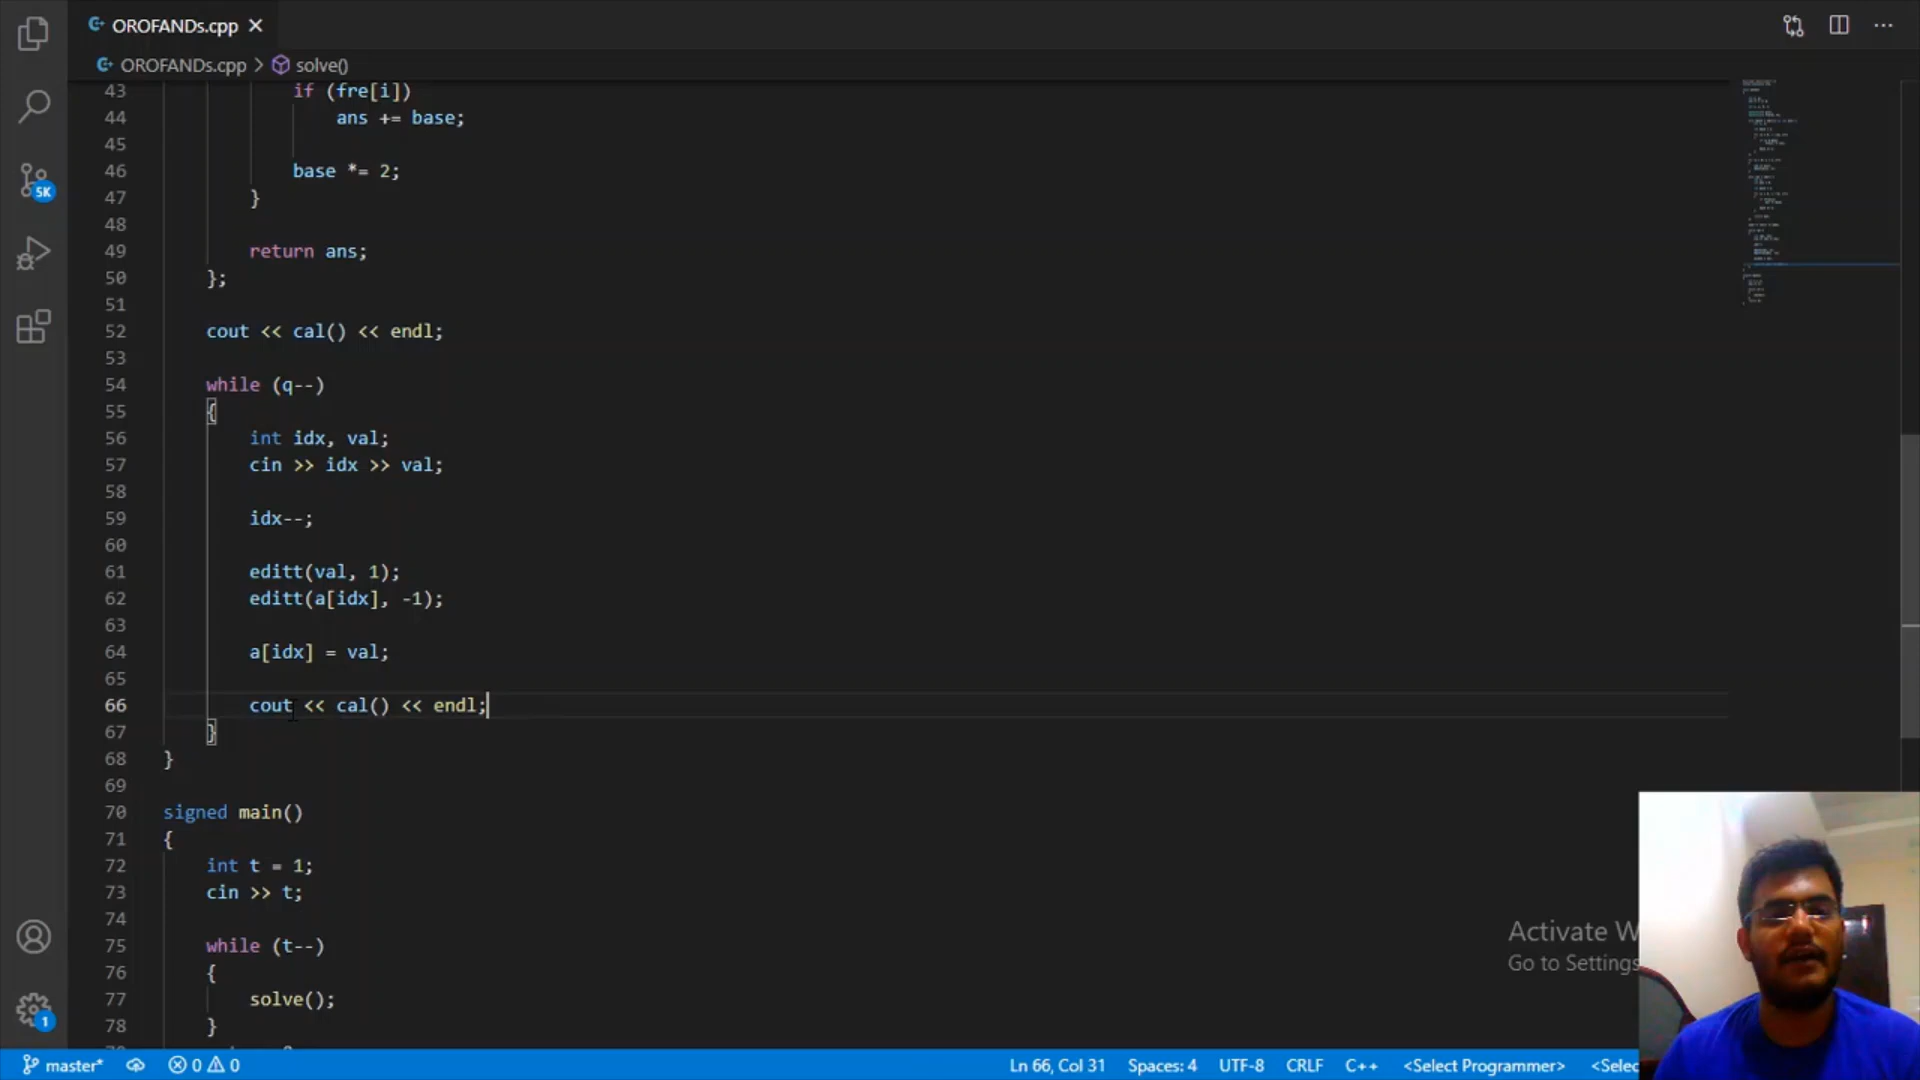 OROFANDs.cpp
OROFANDs.cpp > solve()
43 if (fre[i])
44 ans += base;
45
46 base *= 2;
47 }
48
49 return ans;
50 };
51
52 cout << cal() << endl;
53
54 while (q--)
55 {
56 int idx, val;
57 cin >> idx >> val;
58
59 idx--;
60
61 editt(val, 1);
62 editt(a[idx], -1);
63
64 a[idx] = val;
65
66 cout << cal() << endl;
67 }
68 }
69
70 signed main()
71 {
72 int t = 1;
73 cin >> t;
74
75 while (t--)
76 {
77 solve();
78 }
5K
1
Activate W
Go to Settings
master* 0 0 Ln 66, Col 31 Spaces: 4 UTF-8 CRLF C++ <Select Programmer> <Selec